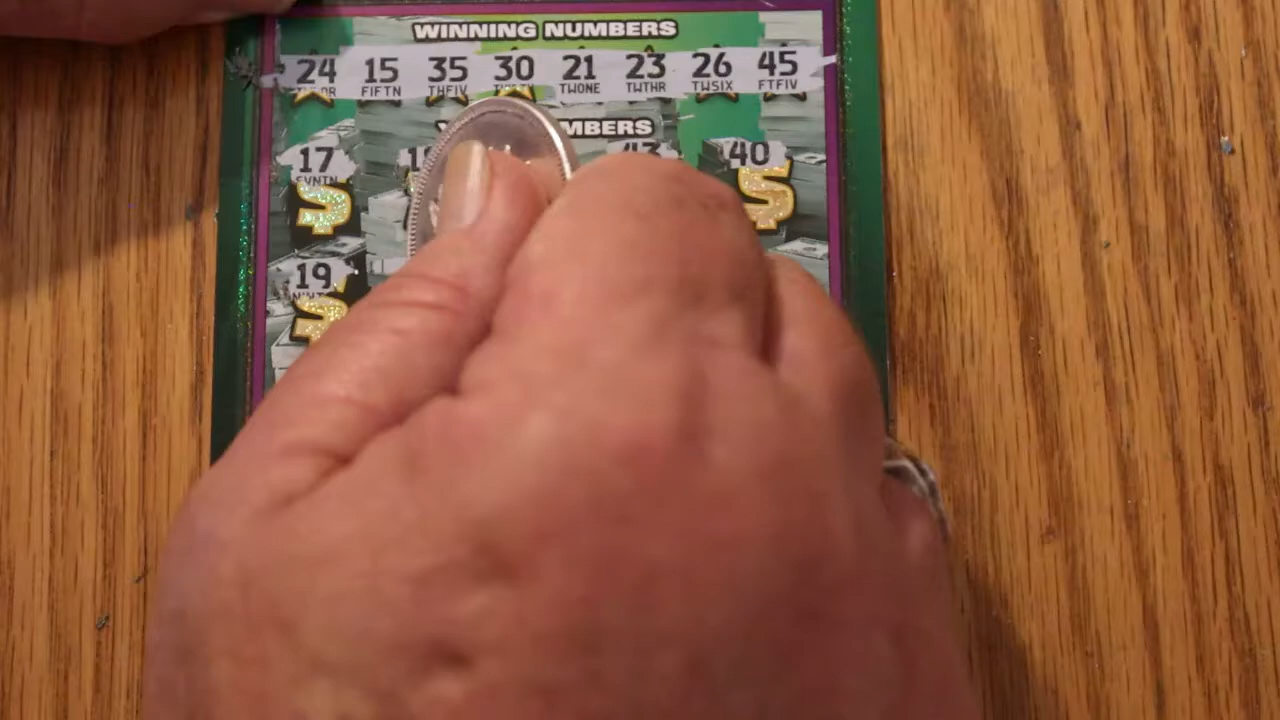 WINNING NUMBERS
24 15 35 30 21 23 26 45
FIFTN THFIV TWONE TWTHR TWSIX FTFIV
17 40
SVNTN
19